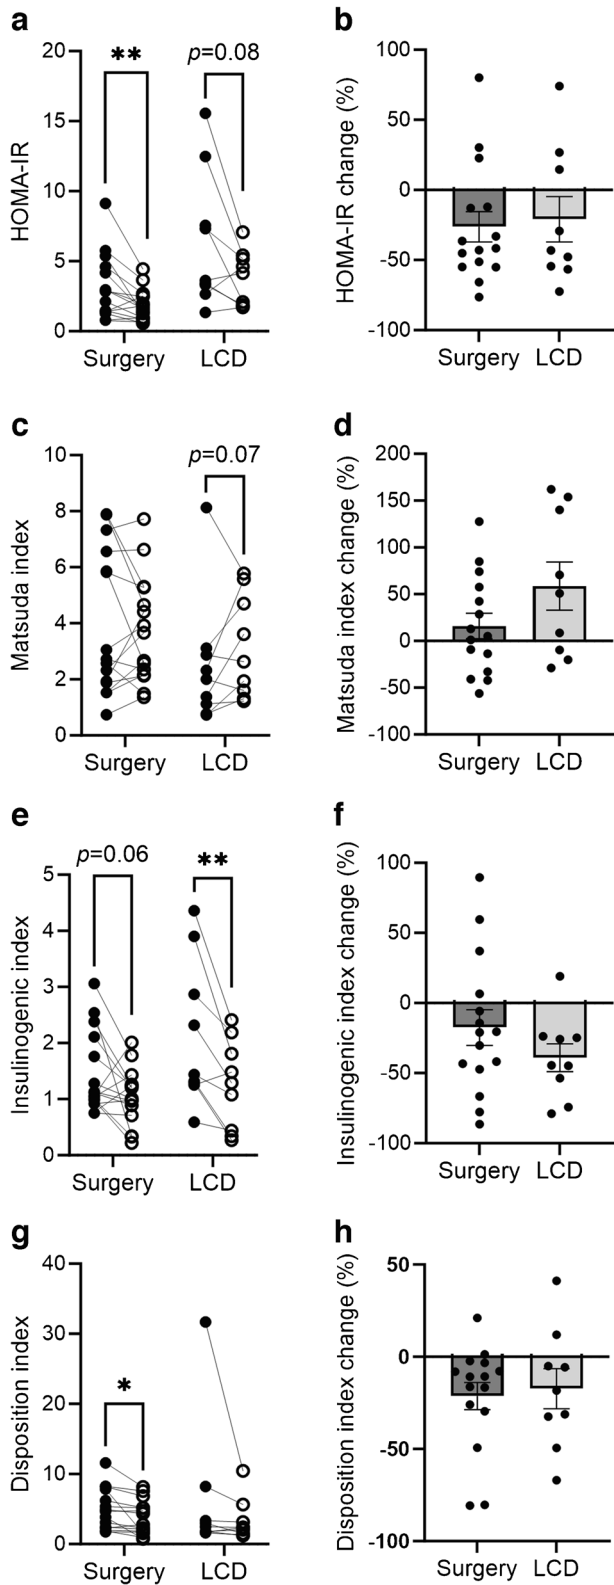 a
HOMA-IR
20
15
10
5
0
**
p=0.08
Surgery LCD
b
HOMA-IR change (%)
100
50
0
-50
-100
Surgery LCD
c
Matsuda index
10
8
6
4
2
0
p=0.07
Surgery LCD
d
Matsuda index change (%)
200
150
100
50
0
-50
-100
Surgery LCD
e
Insulinogenic index
5
4
3
2
1
0
p=0.06
**
Surgery LCD
f
Insulinogenic index change (%)
100
50
0
-50
-100
Surgery LCD
g
Disposition index
40
30
20
10
0
*
Surgery LCD
h
Disposition index change (%)
50
0
-50
-100
Surgery LCD